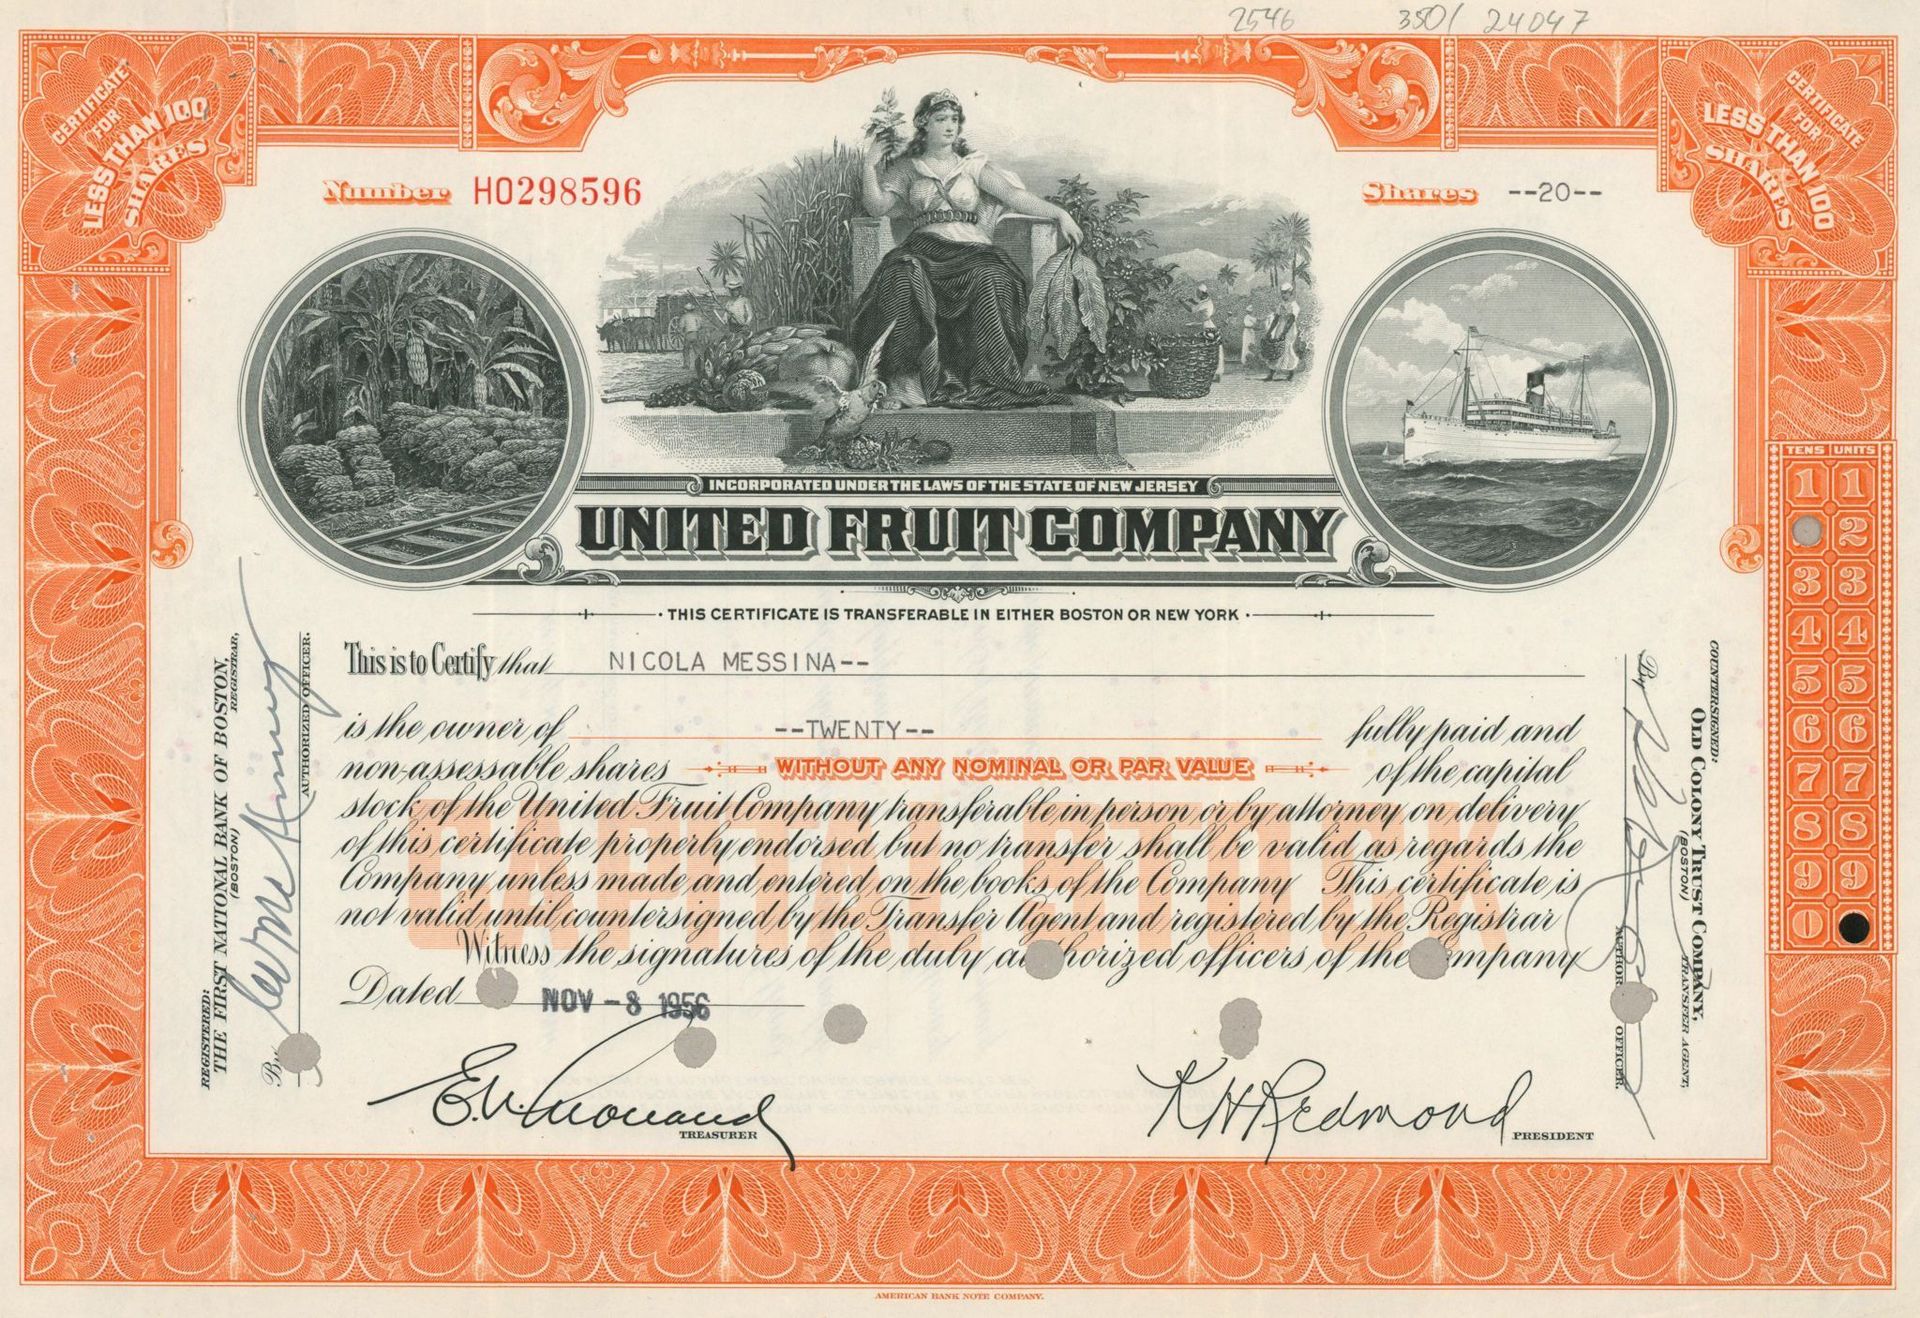 2546 3501 24047
CERTIFICATE
FOR
LESS THAN 100
SHARES
CERTIFICATE
FOR
LESS THAN 100
SHARES
Number H0298596
Shares --20--
INCORPORATED UNDER THE LAWS OF THE STATE OF NEW JERSEY
UNITED FRUIT COMPANY
THIS CERTIFICATE IS TRANSFERABLE IN EITHER BOSTON OR NEW YORK
This is to Certify that NICOLA MESSINA--
is the owner of --TWENTY-- fully paid and
non-assessable shares WITHOUT ANY NOMINAL OR PAR VALUE of the capital
stock of the United Fruit Company transferable in person or by attorney on delivery
of this certificate properly endorsed but no transfer shall be valid as regards the
Company unless made and entered on the books of the Company This certificate is
not valid until countersigned by the Transfer Agent and registered by the Registrar
Witness the signatures of the duly authorized officers of the Company
CAPITAL STOCK
Dated NOV -8 1956
TREASURER
K H Redmond PRESIDENT
REGISTERED:
THE FIRST NATIONAL BANK OF BOSTON,
(BOSTON) REGISTRAR,
By
AUTHORIZED OFFICER.
COUNTERSIGNED:
OLD COLONY TRUST COMPANY,
(BOSTON) TRANSFER AGENT,
By
AUTHORIZED OFFICER.
TENS UNITS
1 1
2
3 3
4 4
5 5
6 6
7 7
8 8
9 9
0
AMERICAN BANK NOTE COMPANY.